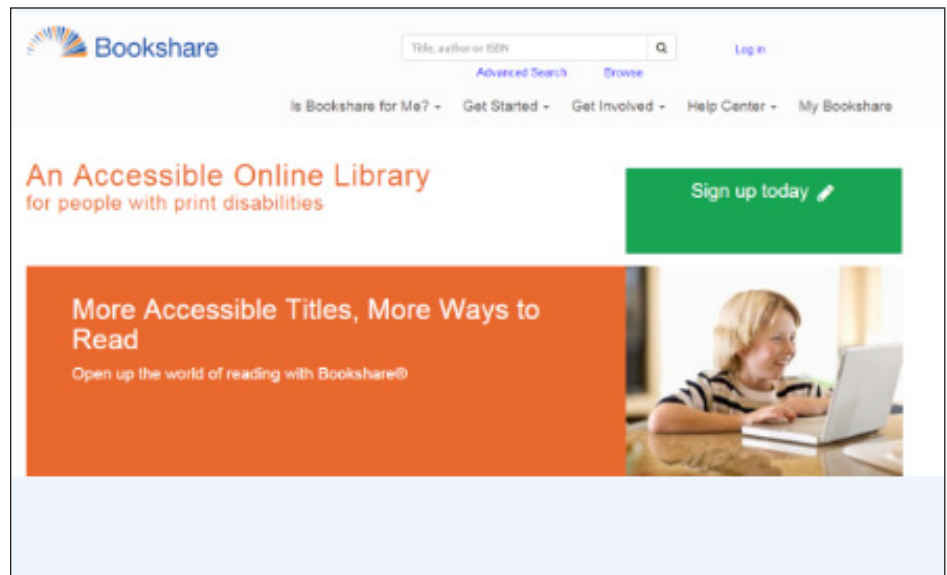 Bookshare
Title, author or ISBN
Log in
Advanced Search Browse
Is Bookshare for Me? Get Started Get Involved Help Center My Bookshare
An Accessible Online Library
for people with print disabilities
Sign up today
More Accessible Titles, More Ways to
Read
Open up the world of reading with Bookshare®